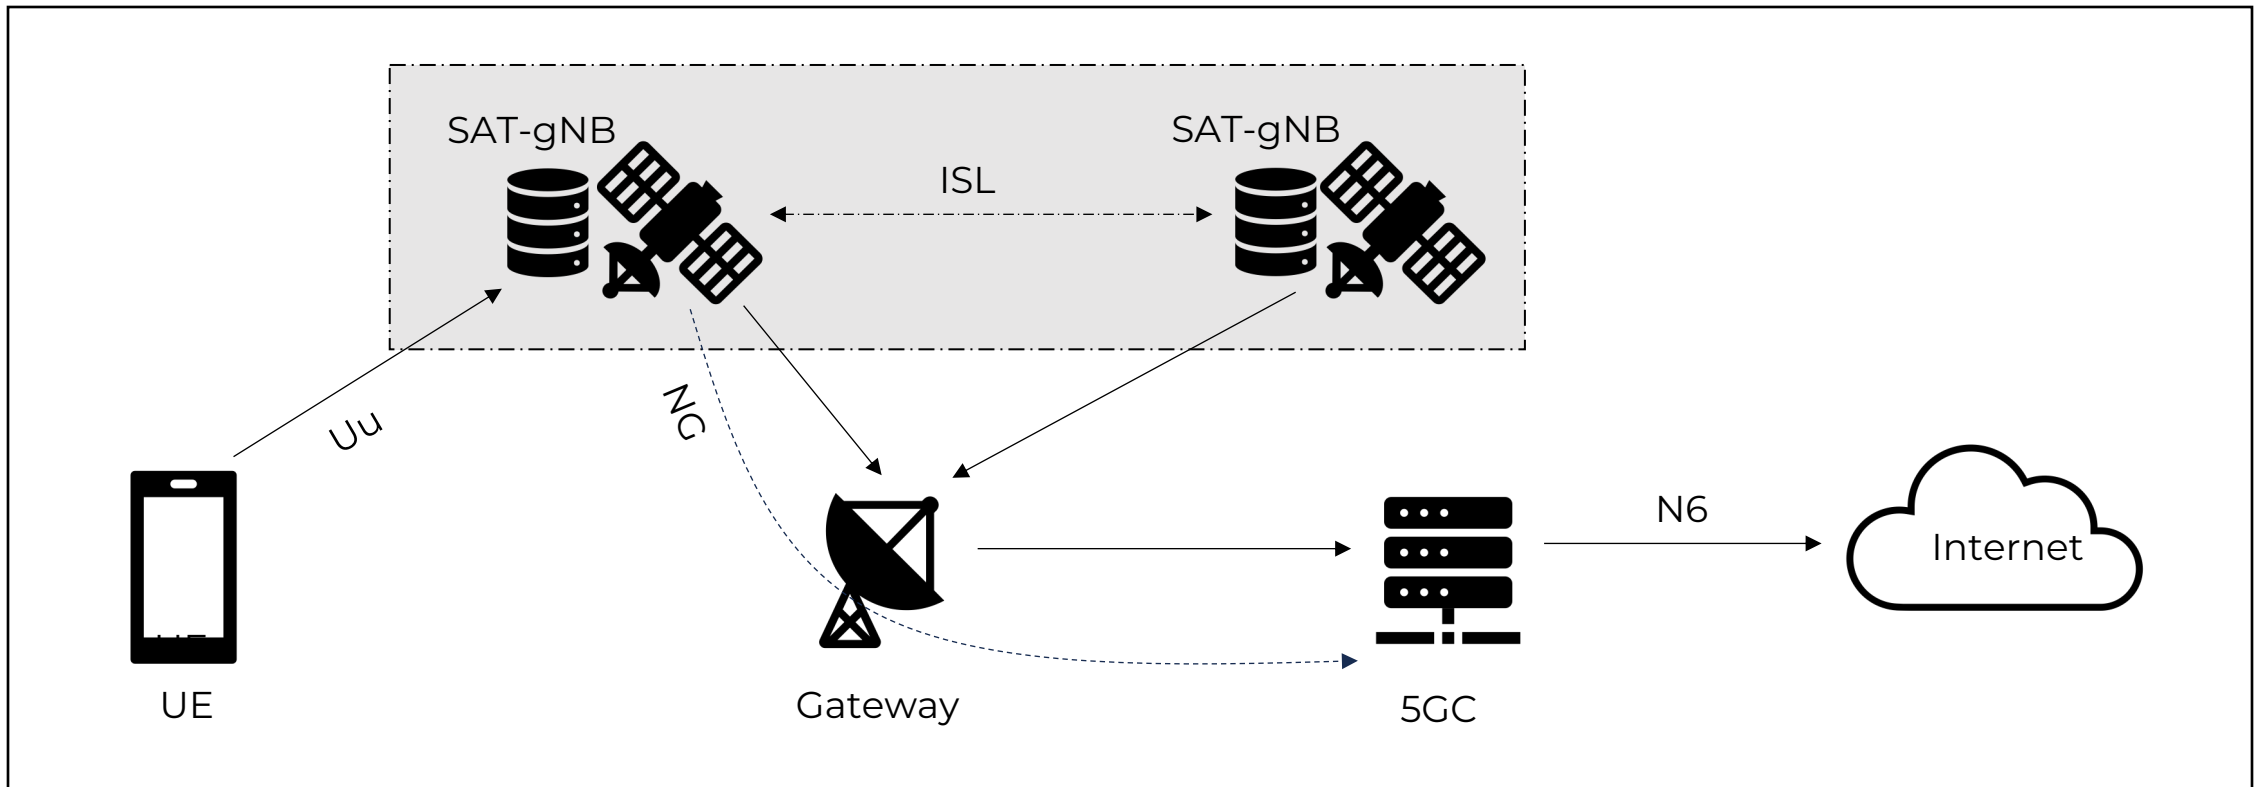 SAT-gNB
SAT-gNB
ISL
Uu
NG
N6
Internet
UE
Gateway
5GC